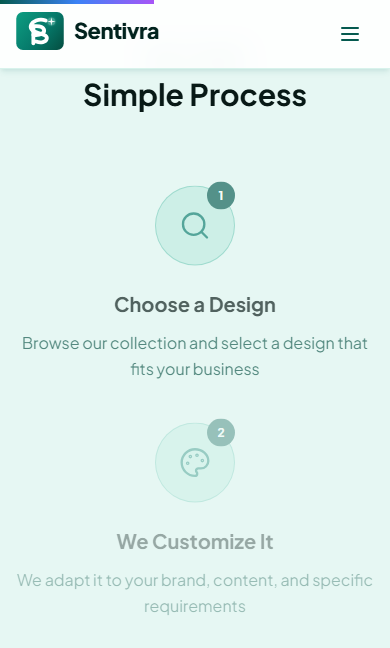 Sentivra
Simple Process
1
Choose a Design
Browse our collection and select a design that
fits your business
2
We Customize It
We adapt it to your brand, content, and specific
requirements